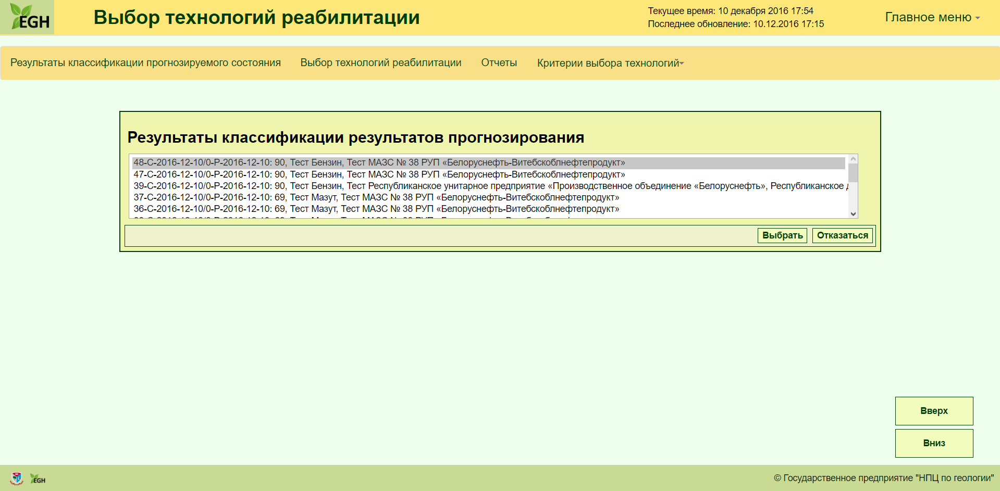 EGH
Выбор технологий реабилитации
Текущее время: 10 декабря 2016 17:54
Последнее обновление: 10.12.2016 17:15
Главное меню
Результаты классификации прогнозируемого состояния
Выбор технологий реабилитации
Отчеты
Критерии выбора технологий
Результаты классификации результатов прогнозирования
48-С-2016-12-10/0-Р-2016-12-10: 90, Тест Бензин, Тест МАЗС № 38 РУП «Белоруснефть-Витебскоблнефтепродукт»
47-С-2016-12-10/0-Р-2016-12-10: 90, Тест Бензин, Тест МАЗС № 38 РУП «Белоруснефть-Витебскоблнефтепродукт»
39-С-2016-12-10/0-Р-2016-12-10: 90, Тест Бензин, Тест Республиканское унитарное предприятие «Производственное объединение «Белоруснефть», Республиканское
37-С-2016-12-10/0-Р-2016-12-10: 69, Тест Мазут, Тест МАЗС № 38 РУП «Белоруснефть-Витебскоблнефтепродукт»
36-С-2016-12-10/0-Р-2016-12-10: 69, Тест Мазут, Тест МАЗС № 38 РУП «Белоруснефть-Витебскоблнефтепродукт»
Выбрать
Отказаться
Вверх
Вниз
EGH
© Государственное предприятие "НПЦ по геологии"